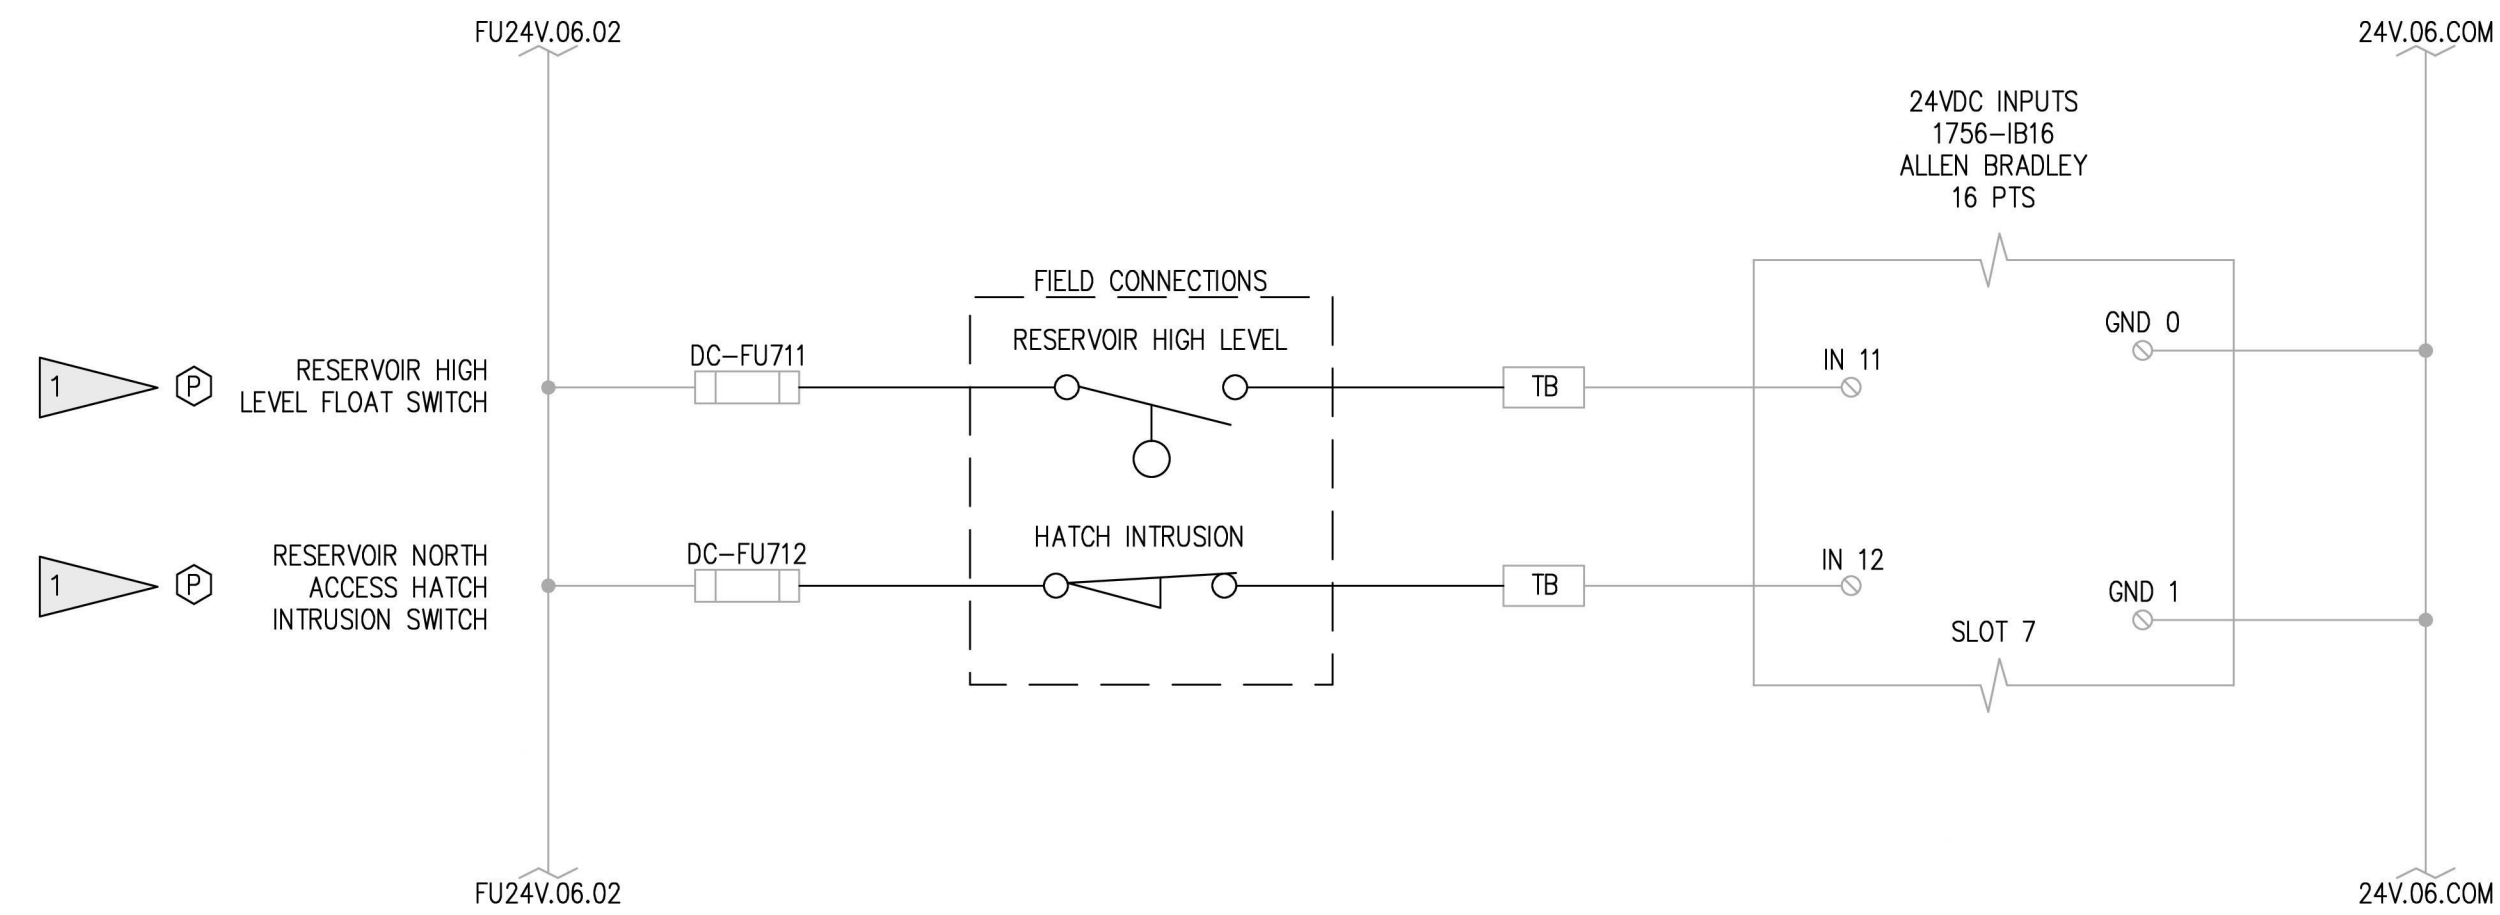 FU24V.06.02
24V.06.COM
24VDC INPUTS
1756-IB16
ALLEN BRADLEY
16 PTS
FIELD CONNECTIONS
RESERVOIR HIGH LEVEL
GND 0
1
P
RESERVOIR HIGH
LEVEL FLOAT SWITCH
DC-FU711
TB
IN 11
HATCH INTRUSION
1
P
RESERVOIR NORTH
ACCESS HATCH
INTRUSION SWITCH
DC-FU712
TB
IN 12
GND 1
SLOT 7
FU24V.06.02
24V.06.COM